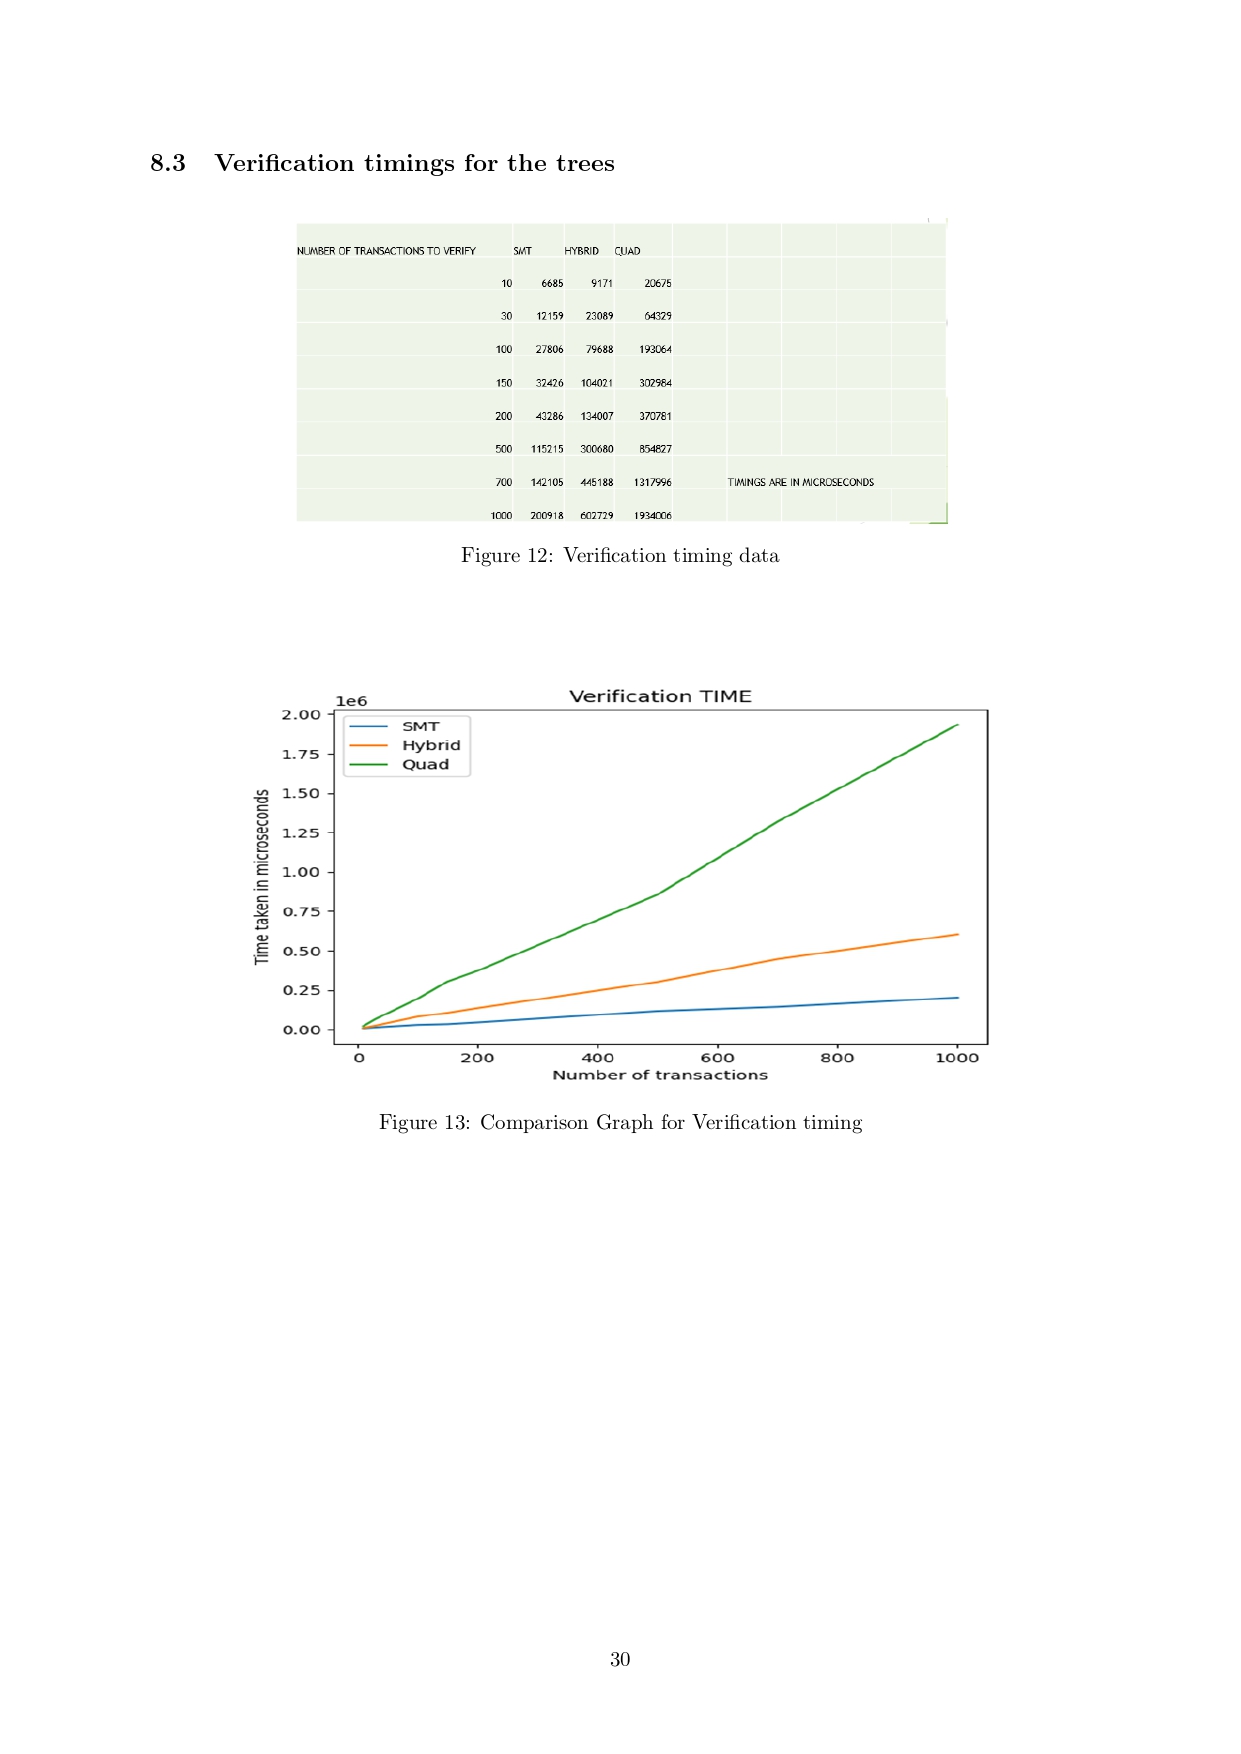 8.3 Verification timings for the trees
NUMBER OF TRANSACTIONS TO VERIFY SMT HYBRID QUAD
10 6685 9171 20675
30 12159 23089 64329
100 27806 79688 193064
150 32426 104021 302984
200 43286 134007 370781
500 115215 300680 854827
700 142105 445188 1317996 TIMINGS ARE IN MICROSECONDS
1000 200918 602729 1934006
Figure 12: Verification timing data
Verification TIME
1e6
2.00
1.75
1.50
1.25
1.00
0.75
0.50
0.25
0.00
SMT
Hybrid
Quad
Time taken in microseconds
0 200 400 600 800 1000
Number of transactions
Figure 13: Comparison Graph for Verification timing
30